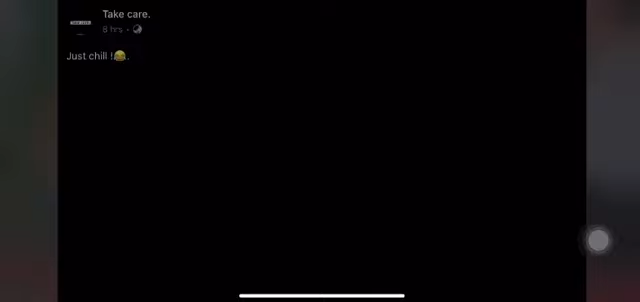 Take care.
8 hrs ·
Just chill !😂..